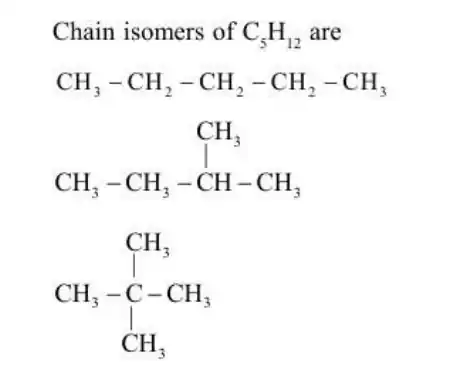 Chain isomers of C₅H₁₂ are
CH₃ – CH₂ – CH₂ – CH₂ – CH₃
CH₃
|
CH₃ – CH₃ – CH – CH₃
CH₃
|
CH₃ – C – CH₃
|
CH₃